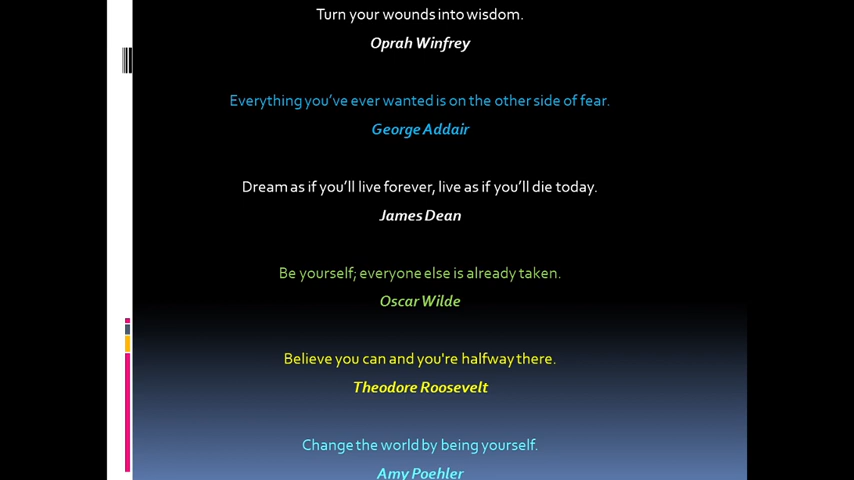 Turn your wounds into wisdom.
Oprah Winfrey
Everything you’ve ever wanted is on the other side of fear.
George Addair
Dream as if you’ll live forever, live as if you’ll die today.
James Dean
Be yourself; everyone else is already taken.
Oscar Wilde
Believe you can and you're halfway there.
Theodore Roosevelt
Change the world by being yourself.
Amy Poehler